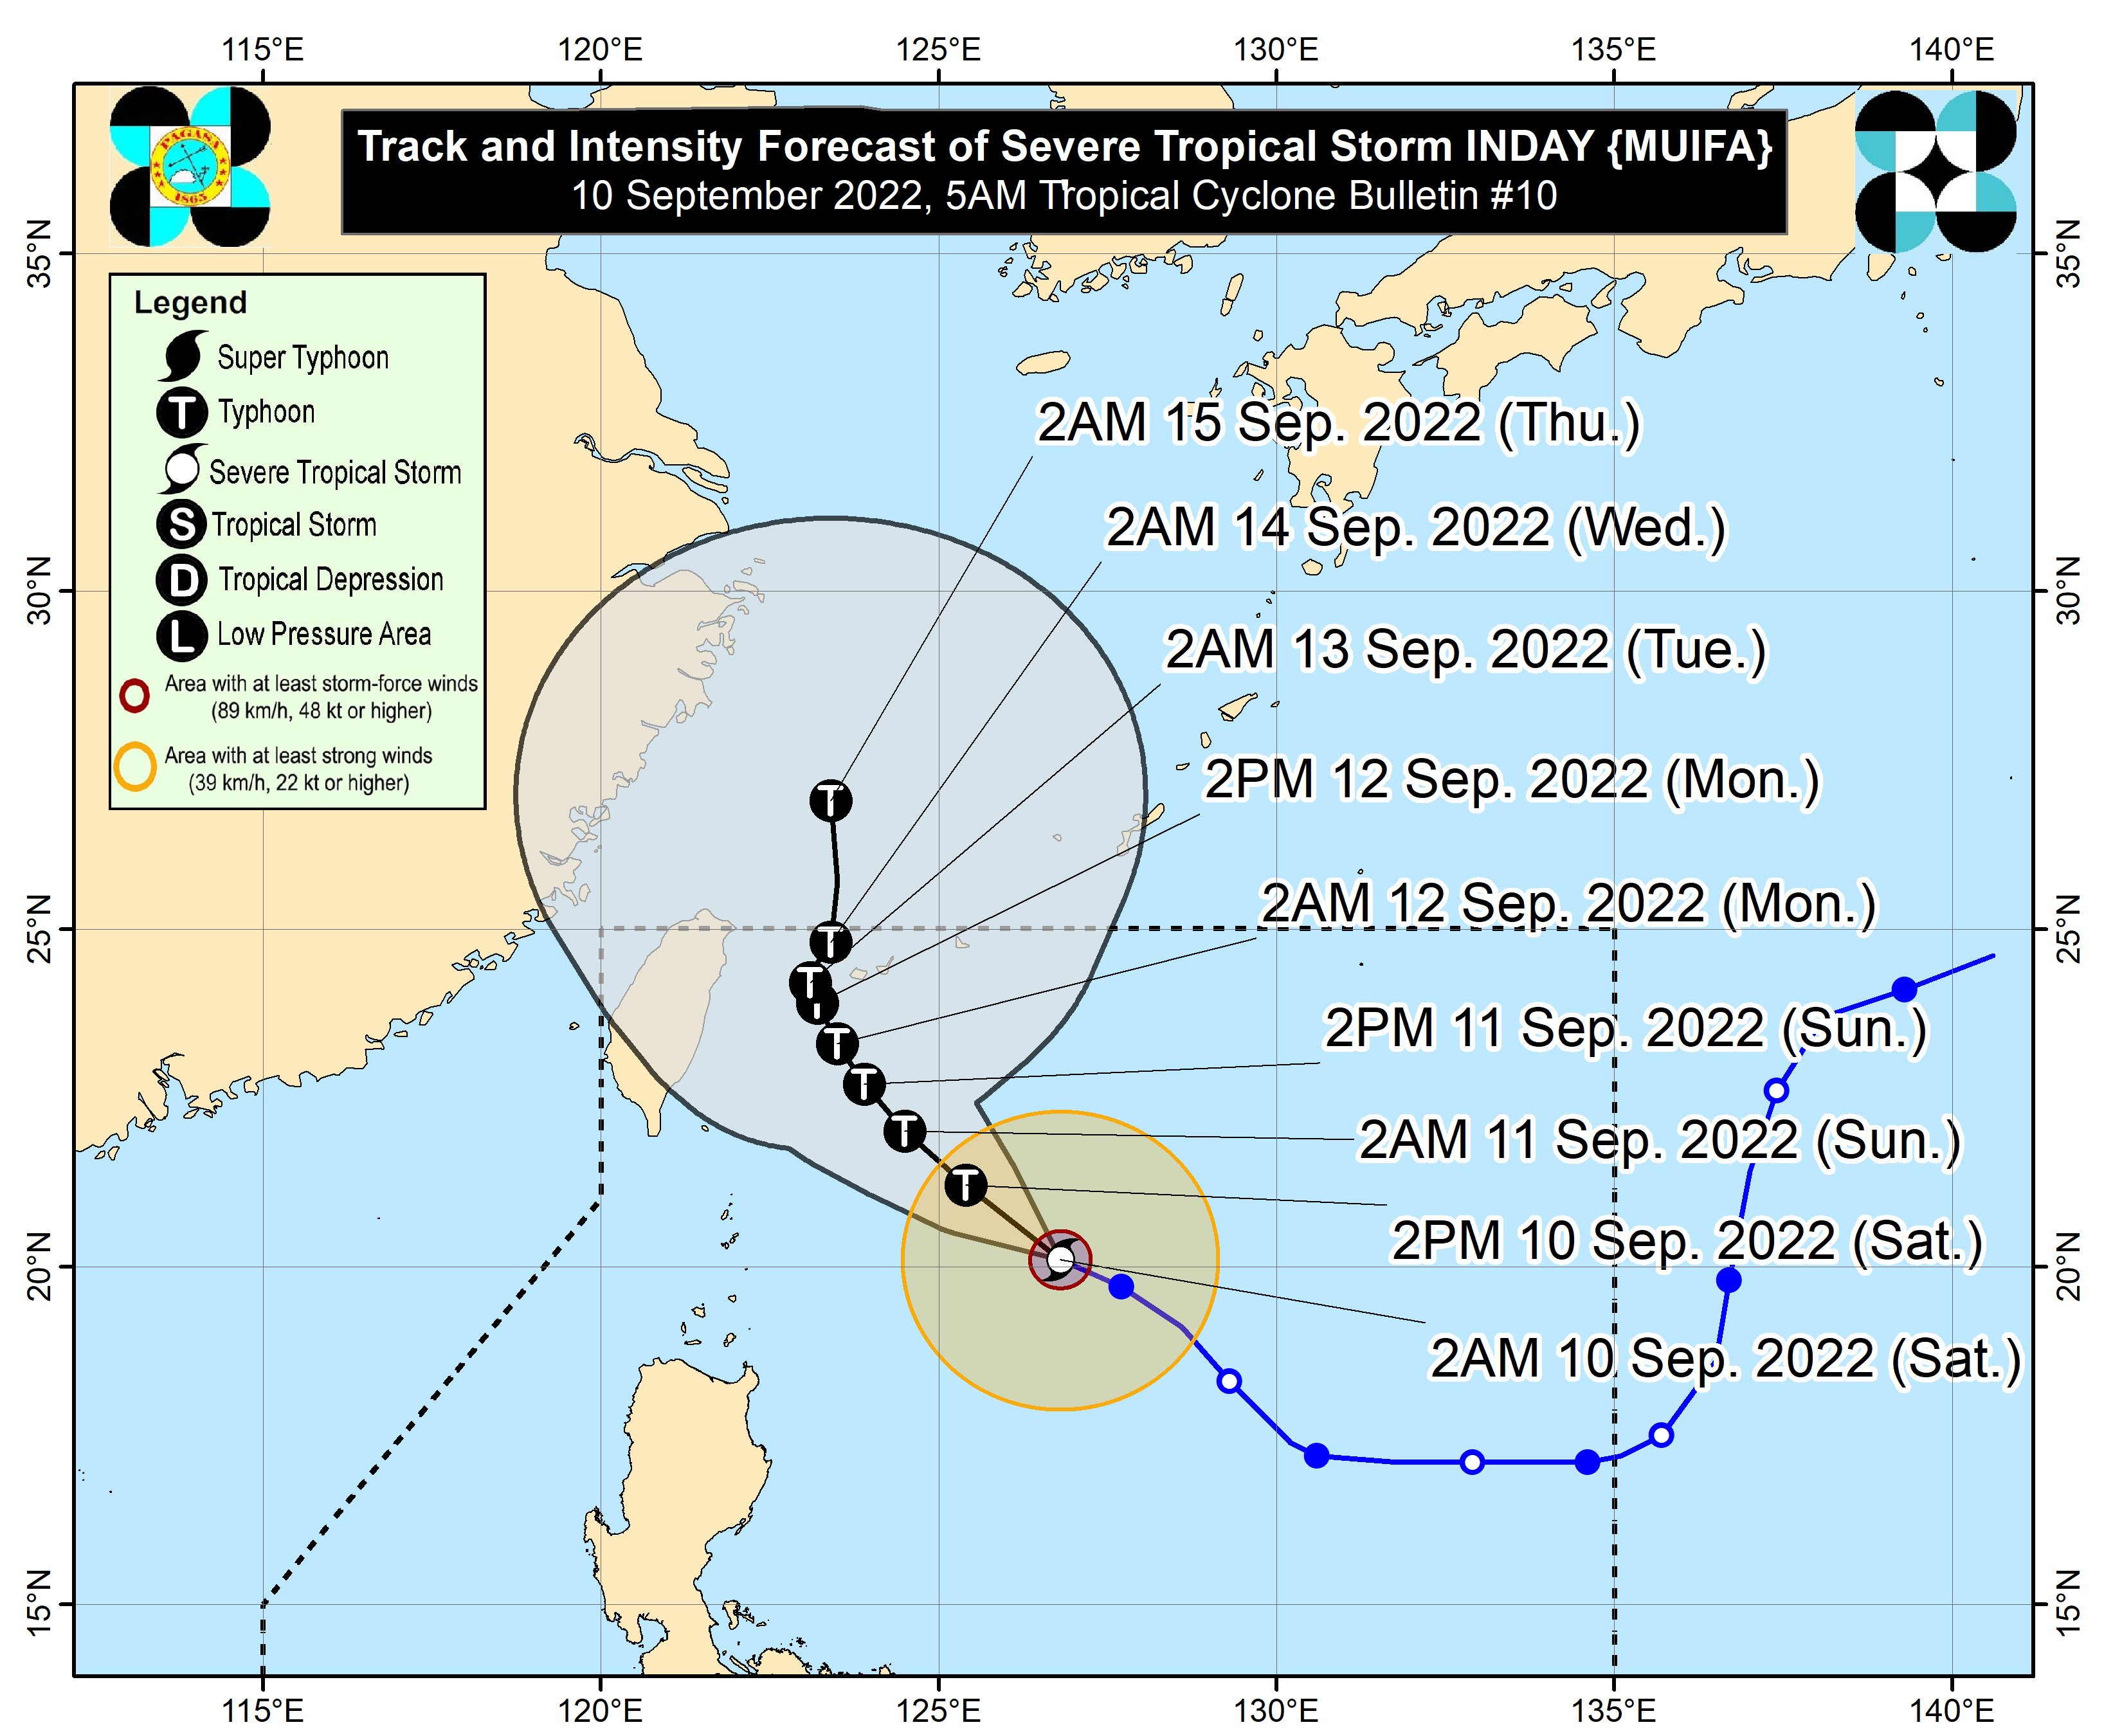 115°E 120°E 125°E 130°E 135°E 140°E
Track and Intensity Forecast of Severe Tropical Storm INDAY {MUIFA}
10 September 2022, 5AM Tropical Cyclone Bulletin #10
PAGASA
1865
35°N 35°N
Legend
Super Typhoon
T Typhoon
Severe Tropical Storm
S Tropical Storm
D Tropical Depression
L Low Pressure Area
Area with at least storm-force winds
(89 km/h, 48 kt or higher)
Area with at least strong winds
(39 km/h, 22 kt or higher)
2AM 15 Sep. 2022 (Thu.)
2AM 14 Sep. 2022 (Wed.)
30°N 30°N
2AM 13 Sep. 2022 (Tue.)
2PM 12 Sep. 2022 (Mon.)
T
2AM 12 Sep. 2022 (Mon.)
25°N 25°N
T
T
T
2PM 11 Sep. 2022 (Sun.)
T
T
2AM 11 Sep. 2022 (Sun.)
T
T
2PM 10 Sep. 2022 (Sat.)
20°N 20°N
2AM 10 Sep. 2022 (Sat.)
15°N 15°N
115°E 120°E 125°E 130°E 135°E 140°E